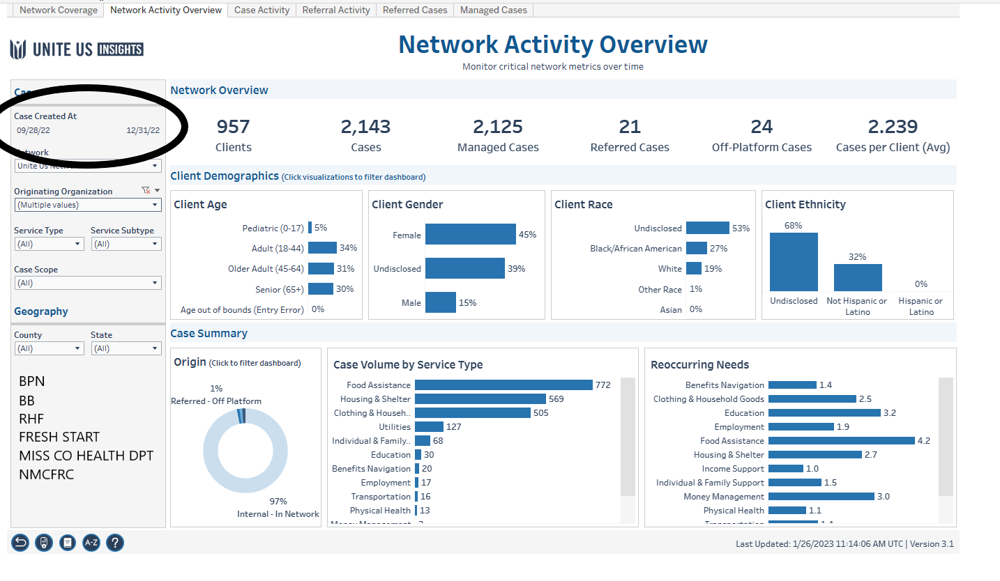 Network Coverage
Network Activity Overview
Case Activity
Referral Activity
Referred Cases
Managed Cases
UNITE US INSIGHTS
Network Activity Overview
Monitor critical network metrics over time
Case Created At
09/28/22 12/31/22
(Multiple values)
Originating Organization
Service Type
(All)
Service Subtype
(All)
Case Scope
(All)
Geography
County
(All)
State
(All)
BPN
BB
RHF
FRESH START
MISS CO HEALTH DPT
NMCFRC
Network Overview
957
Clients
2,143
Cases
2,125
Managed Cases
21
Referred Cases
24
Off-Platform Cases
2.239
Cases per Client (Avg)
Client Demographics (Click visualizations to filter dashboard)
Client Age
Pediatric (0-17) 5%
Adult (18-44) 34%
Older Adult (45-64) 31%
Senior (65+) 30%
Age out of bounds (Entry Error) 0%
Client Gender
Female 45%
Undisclosed 39%
Male 15%
Client Race
Undisclosed 53%
Black/African American 27%
White 19%
Other Race 1%
Asian 0%
Client Ethnicity
68%
32%
0%
Undisclosed
Not Hispanic or
Latino
Hispanic or
Latino
Case Summary
Origin (Click to filter dashboard)
1%
Referred - Off Platform
97%
Internal - In Network
Case Volume by Service Type
Food Assistance 772
Housing & Shelter 569
Clothing & Househ.. 505
Utilities 127
Individual & Family.. 68
Education 30
Benefits Navigation 20
Employment 17
Transportation 16
Physical Health 13
Reoccurring Needs
Benefits Navigation 1.4
Clothing & Household Goods 2.5
Education 3.2
Employment 1.9
Food Assistance 4.2
Housing & Shelter 2.7
Income Support 1.0
Individual & Family Support 1.5
Money Management 3.0
Physical Health 1.1
A-Z
?
Last Updated: 1/26/2023 11:14:06 AM UTC | Version 3.1